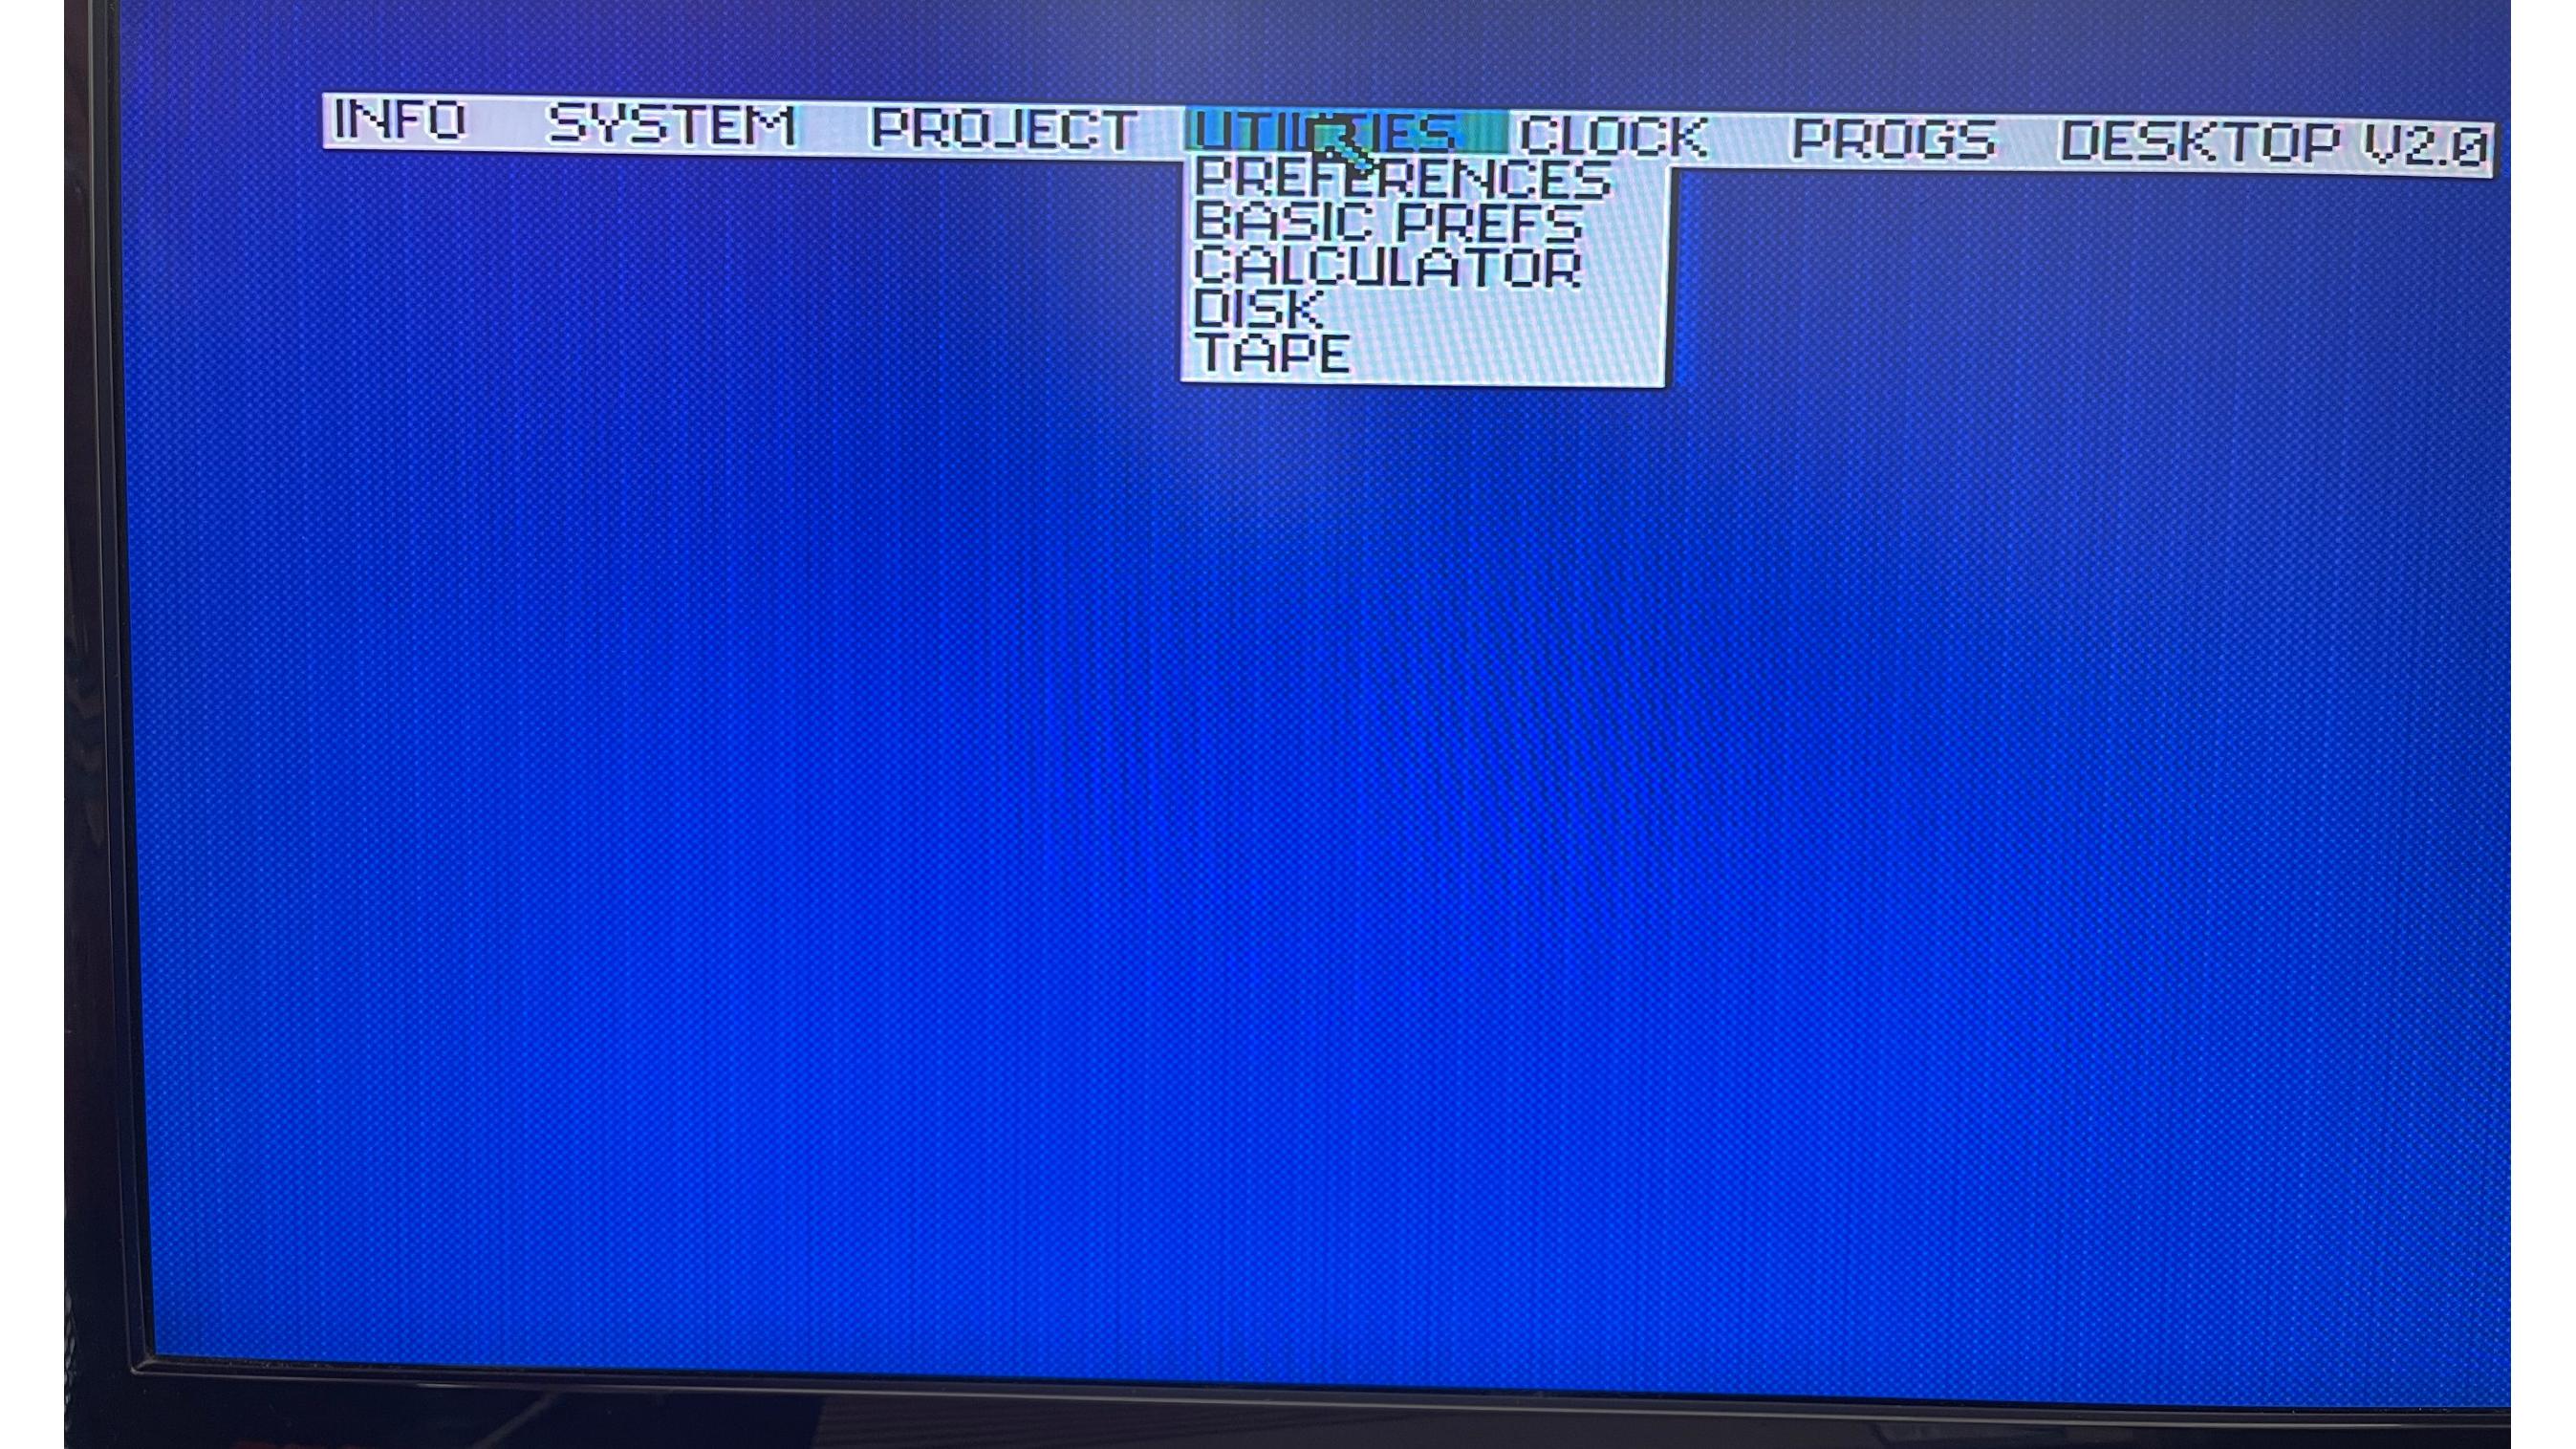 INFO SYSTEM PROJECT UTILITIES CLOCK PROGS DESKTOP V2.0
PREFERENCES
BASIC PREFS
CALCULATOR
DISK
TAPE